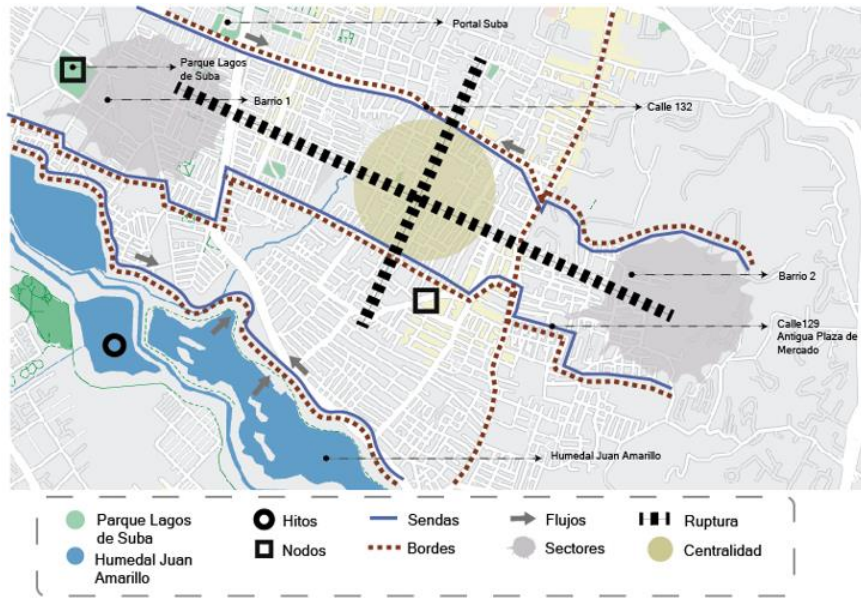 Portal Suba
Parque Lagos
de Suba
Barrio 1
Calle 132
Barrio 2
Calle129
Antigua Plaza de
Mercado
Humedal Juan Amarillo
Parque Lagos
de Suba
Humedal Juan
Amarillo
Hitos
Nodos
Sendas
Bordes
Flujos
Sectores
Ruptura
Centralidad